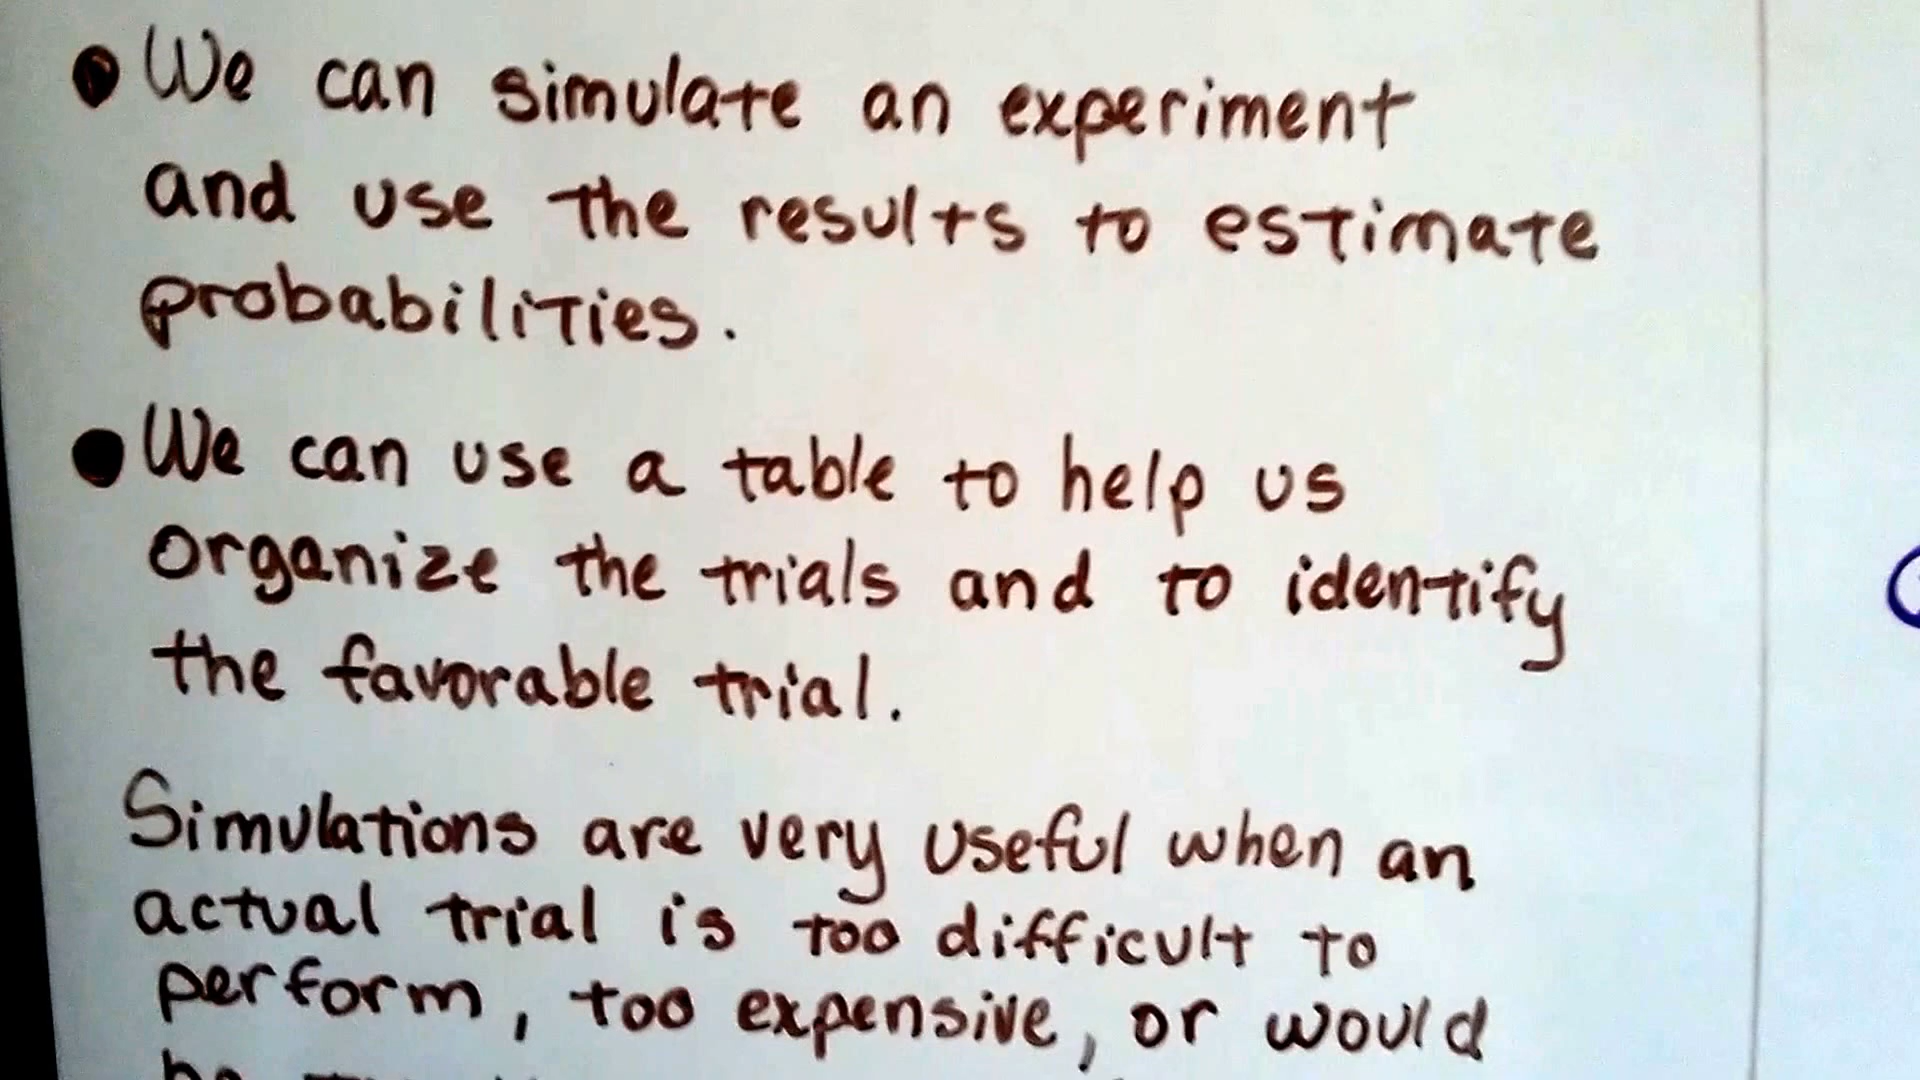 • We can simulate an experiment
and use the results to estimate
probabilities.
• We can use a table to help us
organize the trials and to identify
the favorable trial.
Simulations are very useful when an
actual trial is too difficult to
perform, too expensive, or would
be